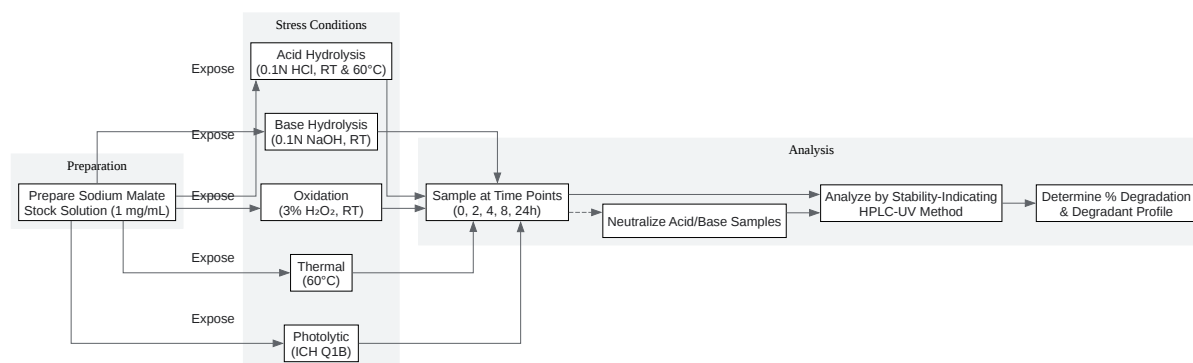 Stress Conditions
Expose
Acid Hydrolysis
(0.1N HCl, RT & 60°C)
Expose
Base Hydrolysis
(0.1N NaOH, RT)
Analysis
Preparation
Prepare Sodium Malate
Stock Solution (1 mg/mL)
Expose
Oxidation
(3% H₂O₂, RT)
Sample at Time Points
(0, 2, 4, 8, 24h)
Neutralize Acid/Base Samples
Analyze by Stability-Indicating
HPLC-UV Method
Determine % Degradation
& Degradant Profile
Expose
Thermal
(60°C)
Expose
Photolytic
(ICH Q1B)